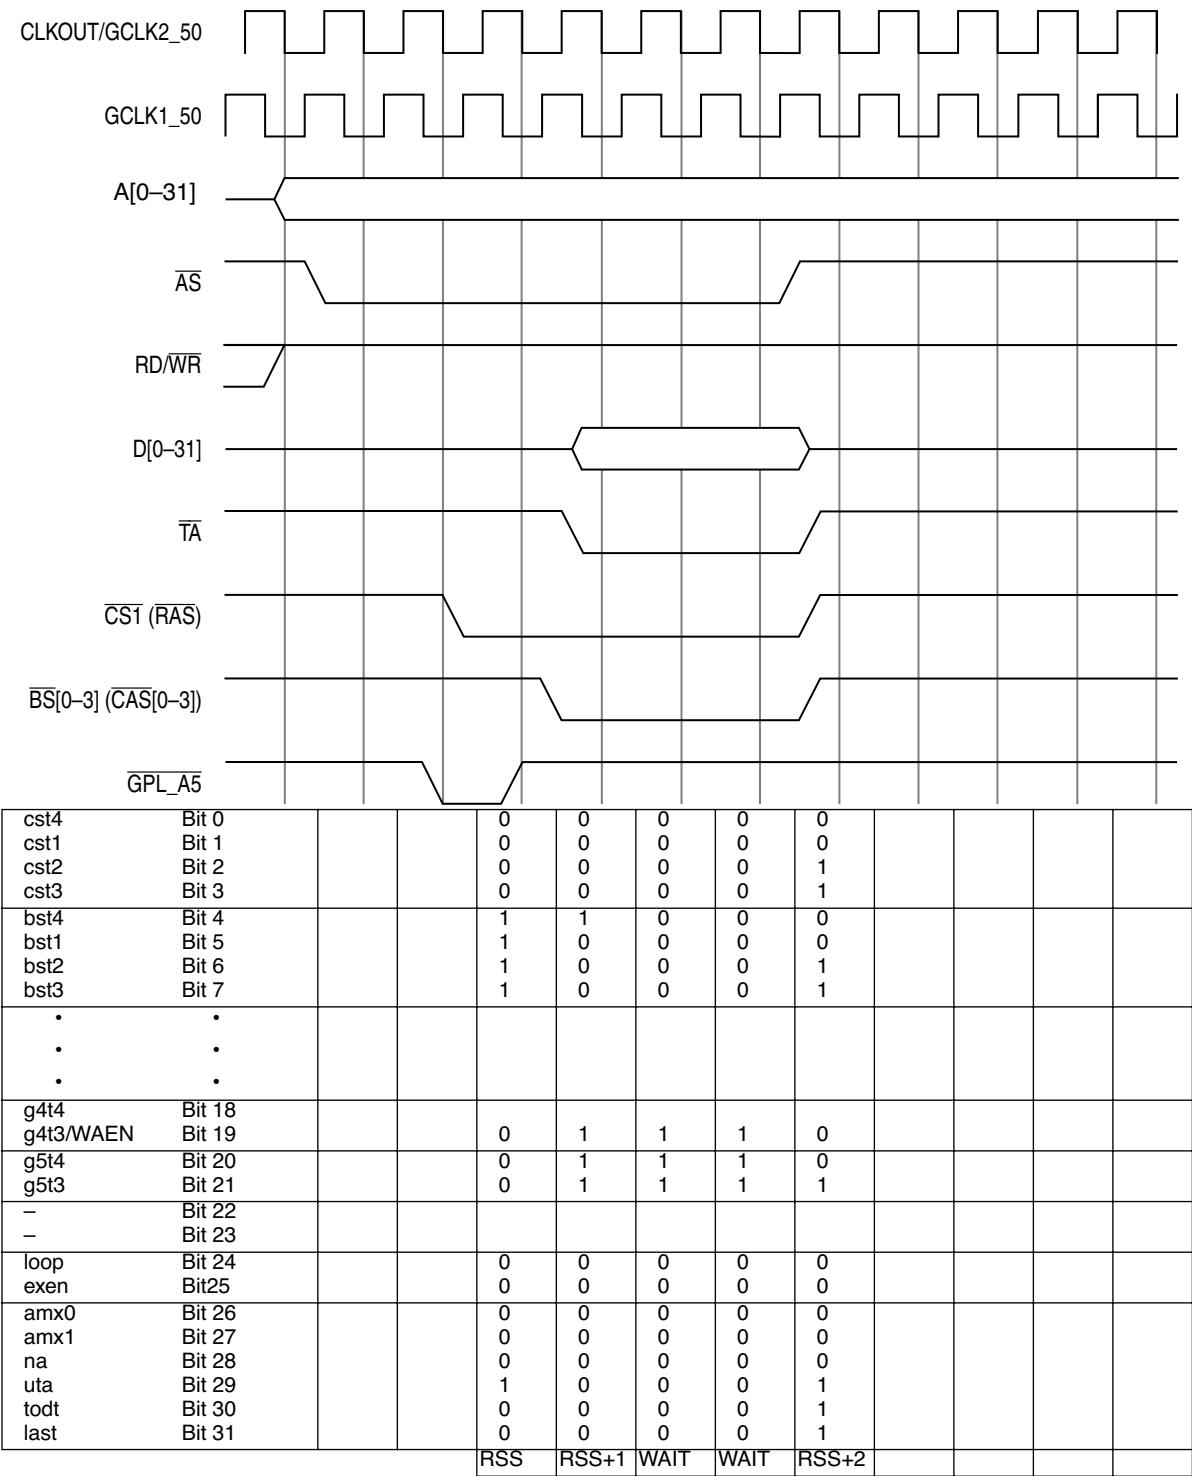 CLKOUT/GCLK2_50
GCLK1_50
A[0–31]
AS
RD/WR
D[0–31]
TA
CS1 (RAS)
BS[0–3] (CAS[0–3])
GPL_A5
cst4 Bit 0 0 0 0 0 0
cst1 Bit 1 0 0 0 0 0
cst2 Bit 2 0 0 0 0 1
cst3 Bit 3 0 0 0 0 1
bst4 Bit 4 1 1 0 0 0
bst1 Bit 5 1 0 0 0 0
bst2 Bit 6 1 0 0 0 1
bst3 Bit 7 1 0 0 0 1
• •
• •
• •
g4t4 Bit 18
g4t3/WAEN Bit 19 0 1 1 1 0
g5t4 Bit 20 0 1 1 1 0
g5t3 Bit 21 0 1 1 1 1
– Bit 22
– Bit 23
loop Bit 24 0 0 0 0 0
exen Bit25 0 0 0 0 0
amx0 Bit 26 0 0 0 0 0
amx1 Bit 27 0 0 0 0 0
na Bit 28 0 0 0 0 0
uta Bit 29 1 0 0 0 1
todt Bit 30 0 0 0 0 1
last Bit 31 0 0 0 0 1
RSS RSS+1 WAIT WAIT RSS+2